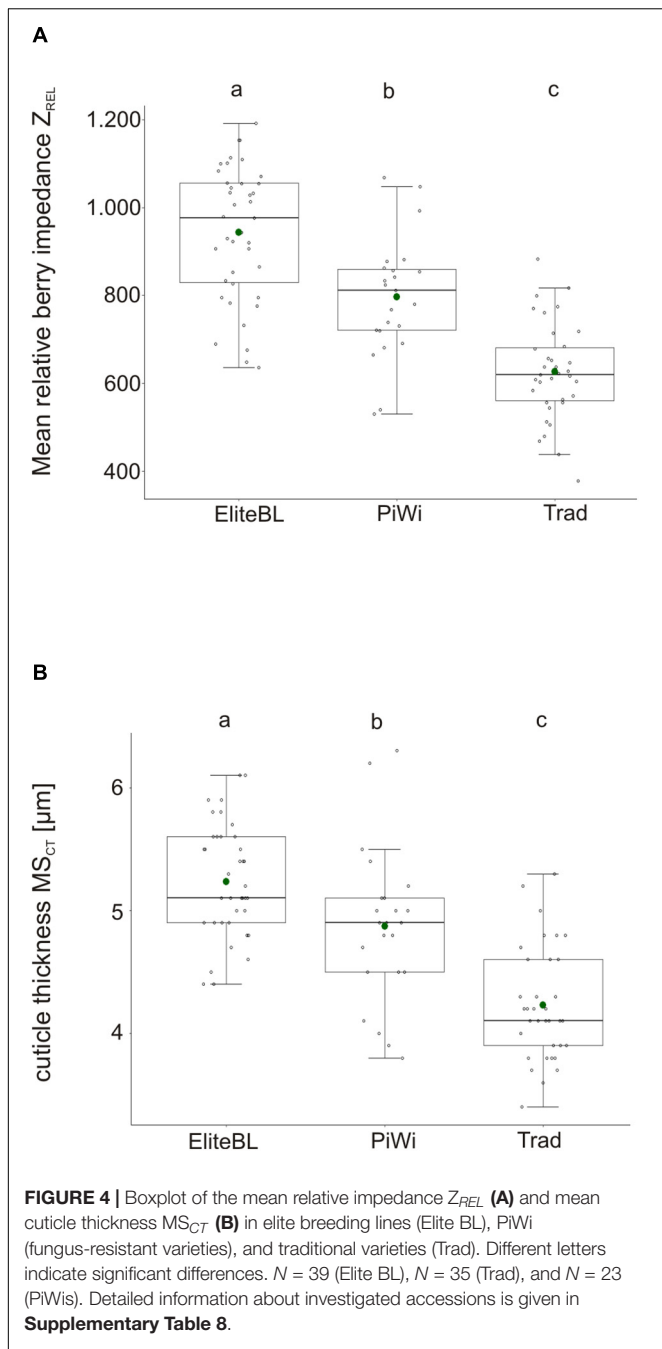 A
a b c
Mean relative berry impedance Z_REL
1.200
1.000
800
600
400
EliteBL PiWi Trad
B
a b c
cuticle thickness MS_CT [µm]
6
5
4
EliteBL PiWi Trad
FIGURE 4 | Boxplot of the mean relative impedance Z_REL (A) and mean
cuticle thickness MS_CT (B) in elite breeding lines (Elite BL), PiWi
(fungus-resistant varieties), and traditional varieties (Trad). Different letters
indicate significant differences. N = 39 (Elite BL), N = 35 (Trad), and N = 23
(PiWis). Detailed information about investigated accessions is given in
Supplementary Table 8.